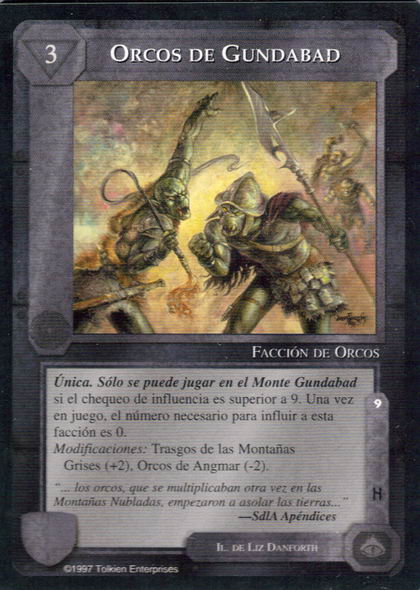 3
ORCOS DE GUNDABAD
FACCIÓN DE ORCOS
Única. Sólo se puede jugar en el Monte Gundabad
si el chequeo de influencia es superior a 9. Una vez
en juego, el número necesario para influir a esta
facción es 0.
Modificaciones: Trasgos de las Montañas
Grises (+2), Orcos de Angmar (-2).
"... los orcos, que se multiplicaban otra vez en las
Montañas Nubladas, empezaron a asolar las tierras..."
—SdlA Apéndices
9
H
IL. DE LIZ DANFORTH
©1997 Tolkien Enterprises